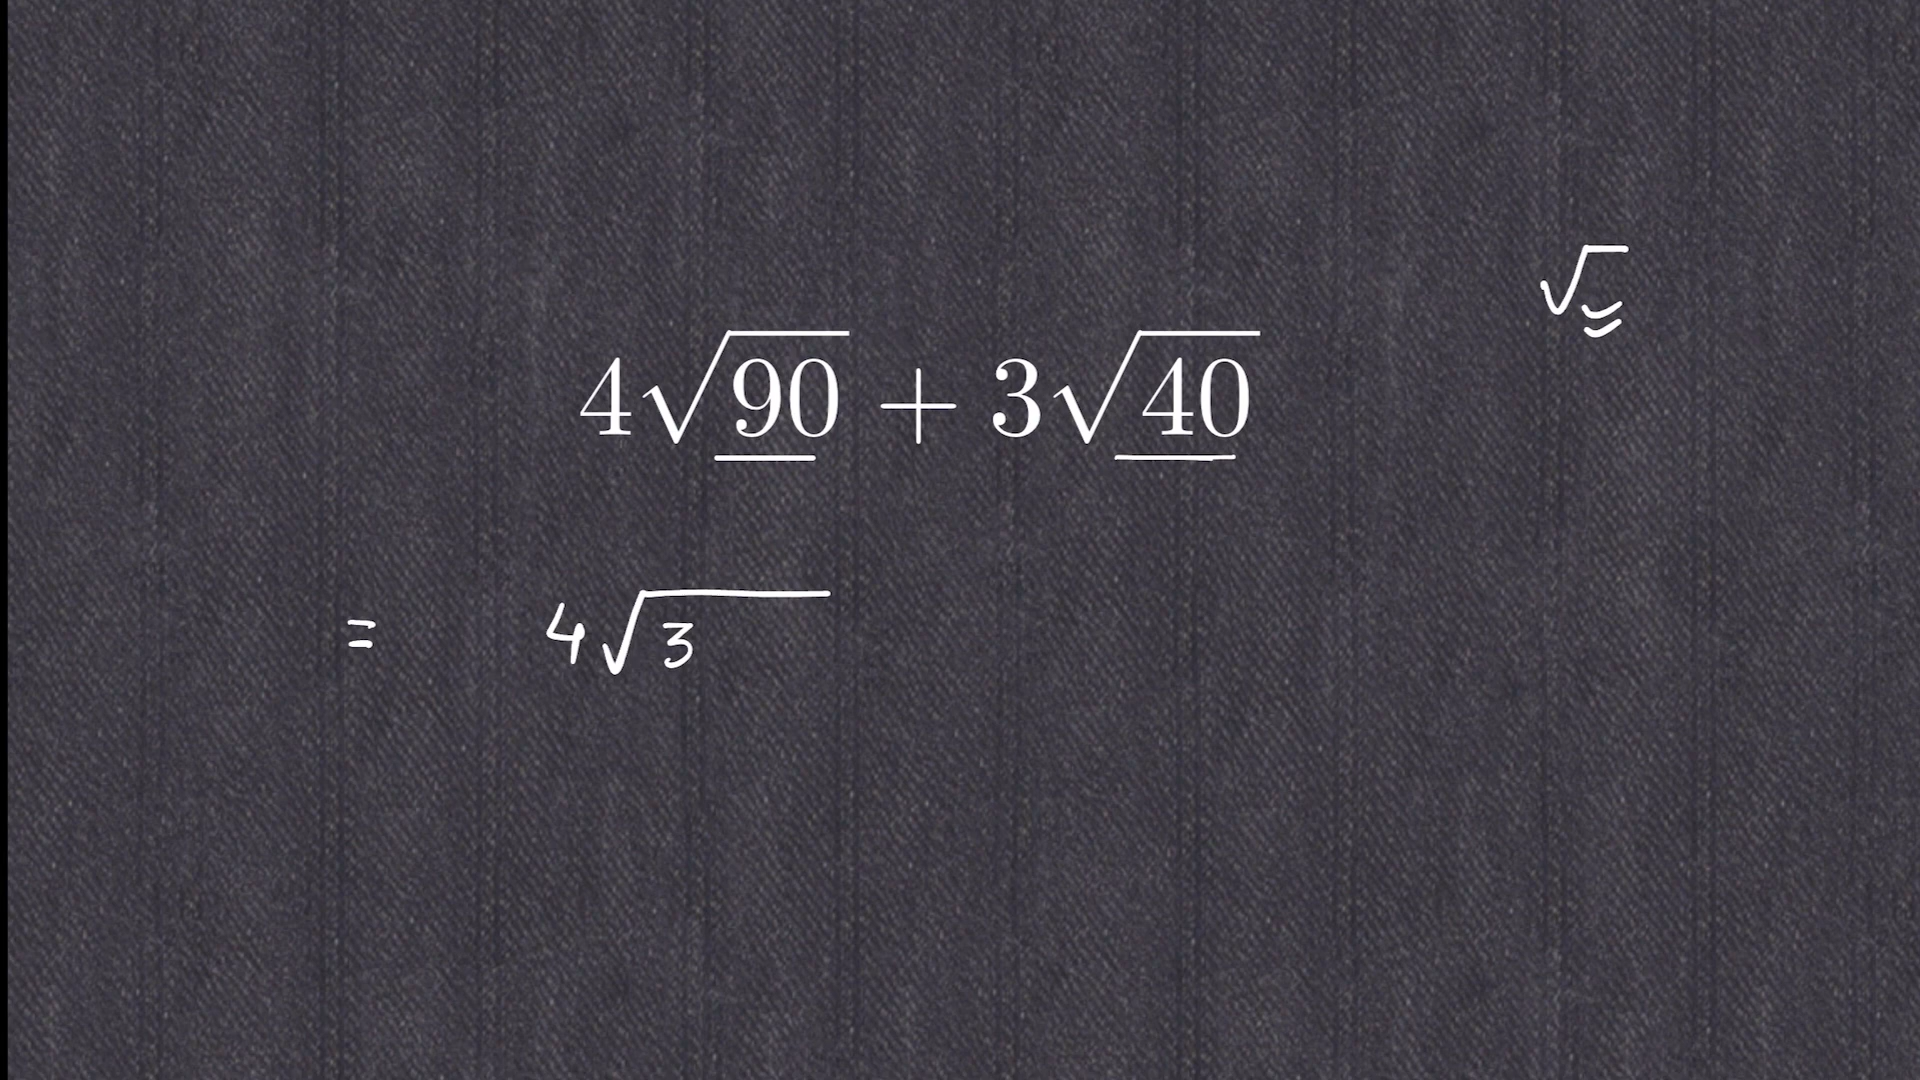 4√90 + 3√40
√
= 4√3